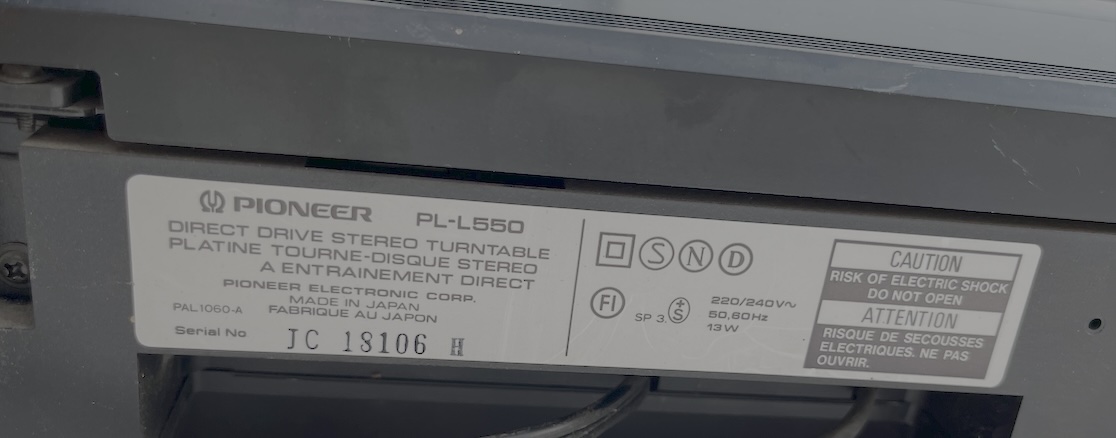 PIONEER PL-L550
DIRECT DRIVE STEREO TURNTABLE
PLATINE TOURNE-DISQUE STEREO
A ENTRAINEMENT DIRECT
PIONEER ELECTRONIC CORP.
MADE IN JAPAN
PAL1060-A FABRIQUE AU JAPON
Serial No JC 18106 H
S N D
FI SP 3. S
220/240V~
50,60Hz
13W
CAUTION
RISK OF ELECTRIC SHOCK
DO NOT OPEN
ATTENTION
RISQUE DE SECOUSSES
ELECTRIQUES. NE PAS
OUVRIR.